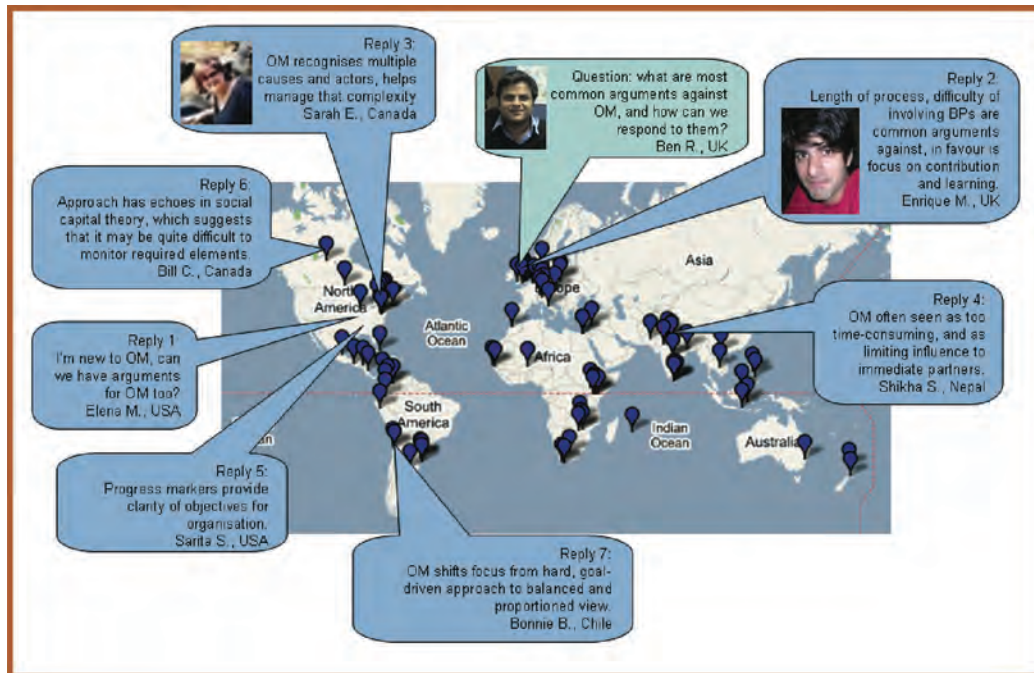 Reply 3:
OM recognises multiple
causes and actors, helps
manage that complexity
Sarah E., Canada
Question: what are most
common arguments against
OM, and how can we
respond to them?
Ben R., UK
Reply 2:
Length of process, difficulty of
involving BPs are
common arguments
against, in favour is
focus on contribution
and learning.
Enrique M., UK
Reply 6:
Approach has echoes in social
capital theory, which suggests
that it may be quite difficult to
monitor required elements.
Bill C., Canada
Reply 4:
OM often seen as too
time-consuming, and as
limiting influence to
immediate partners.
Shikha S., Nepal
Reply 1:
I'm new to OM, can
we have arguments
for OM too?
Elena M., USA
Reply 5:
Progress markers provide
clarity of objectives for
organisation.
Sarita S., USA
Reply 7:
OM shifts focus from hard, goal-
driven approach to balanced and
proportioned view.
Bonnie B., Chile
Asia
North
America
Europe
Atlantic
Ocean
Africa
South
America
Indian
Ocean
Australia